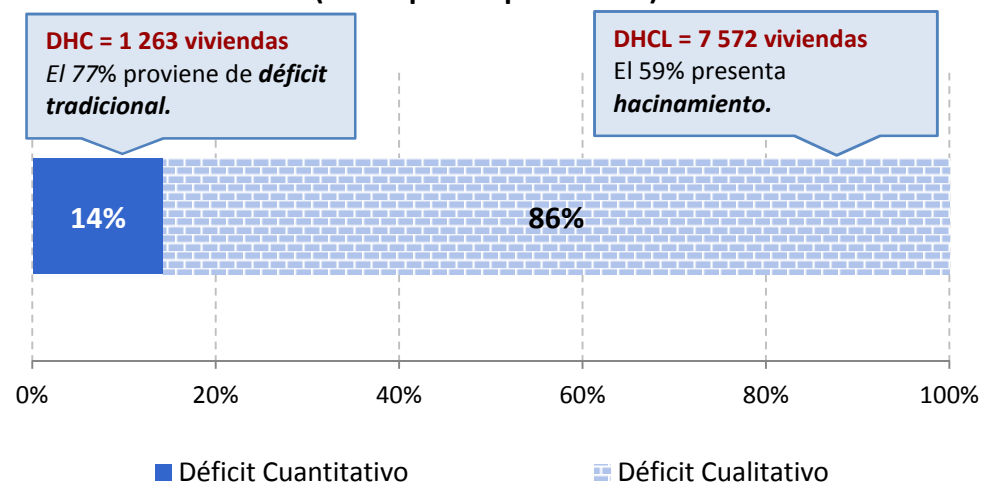 DHC = 1 263 viviendas
El 77% proviene de déficit
tradicional.
DHCL = 7 572 viviendas
El 59% presenta
hacinamiento.
14%
86%
0%
20%
40%
60%
80%
100%
Déficit Cuantitativo
Déficit Cualitativo